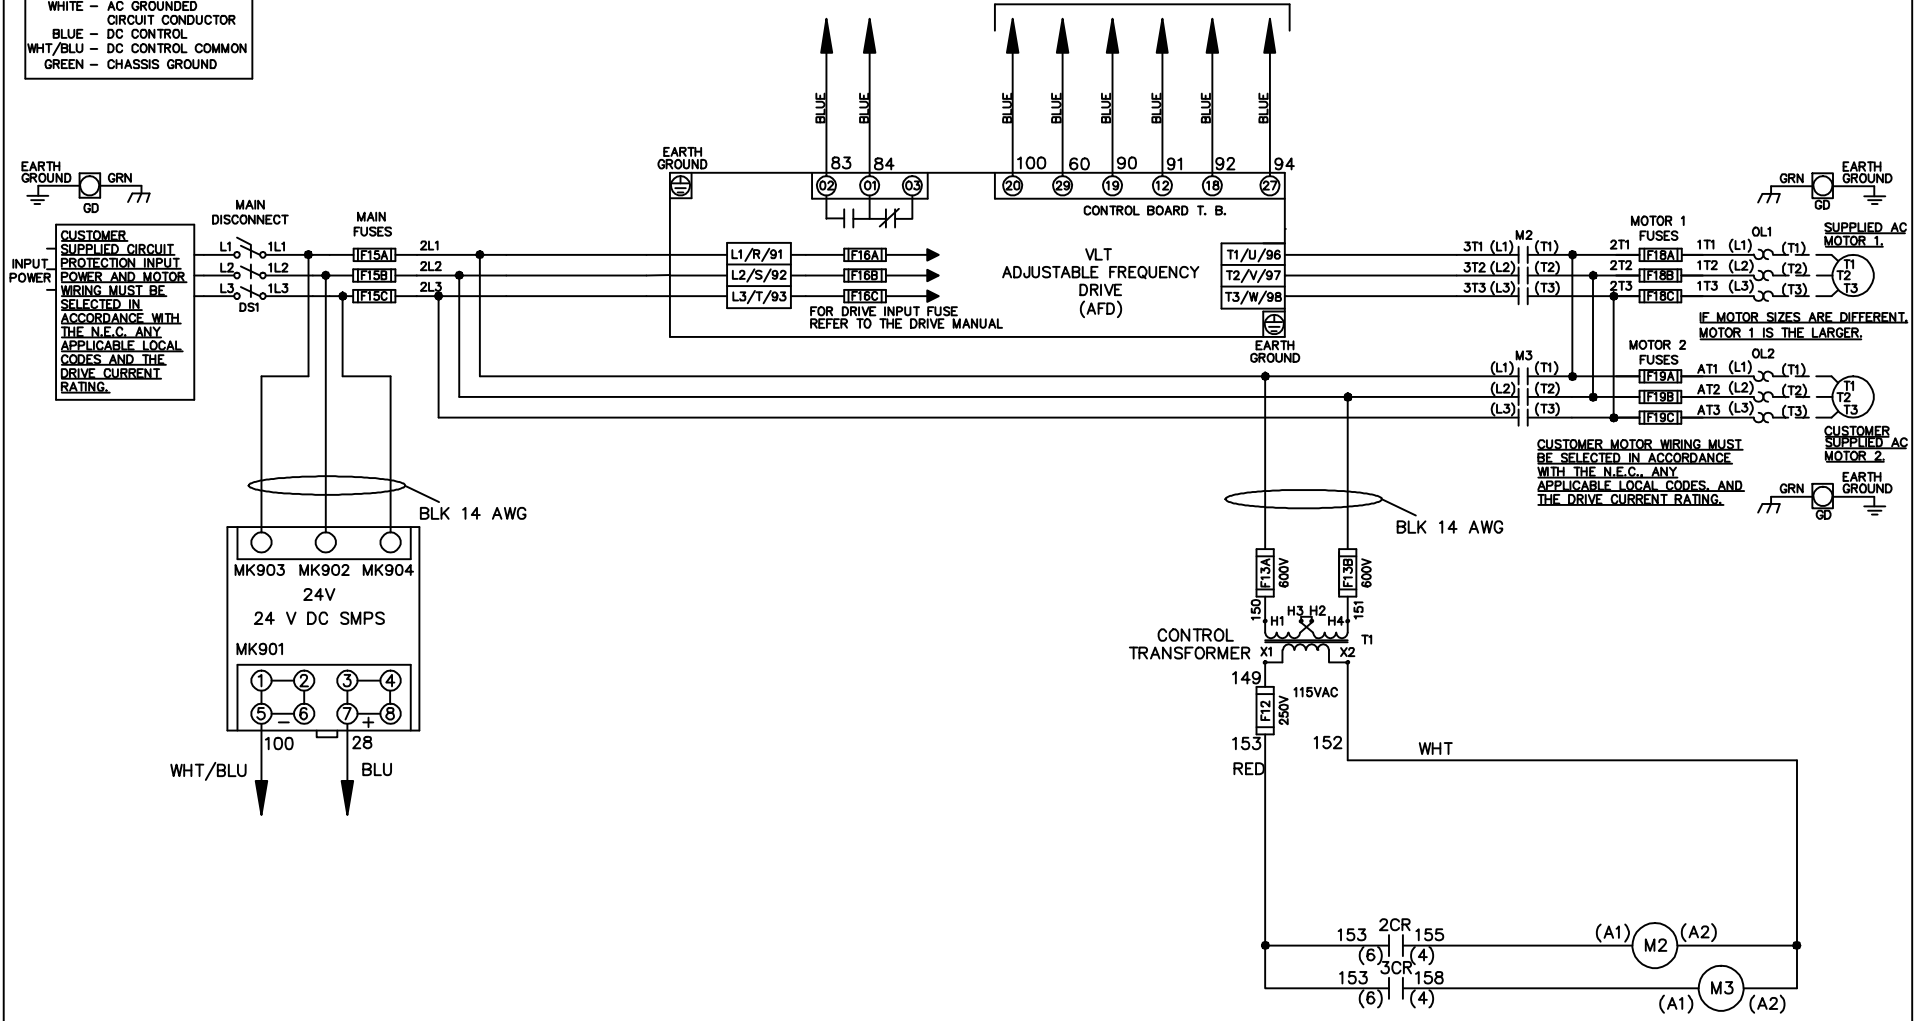 WHITE – AC GROUNDED
CIRCUIT CONDUCTOR
BLUE – DC CONTROL
WHT/BLU – DC CONTROL COMMON
GREEN – CHASSIS GROUND
BLUE
BLUE
BLUE
BLUE
BLUE
BLUE
BLUE
BLUE
EARTH
GROUND
GRN
GD
EARTH
GROUND
83
84
100
60
90
91
92
94
02
01
03
20
29
19
12
18
27
CONTROL BOARD T. B.
GRN
EARTH
GROUND
GD
INPUT
POWER
CUSTOMER
SUPPLIED CIRCUIT
PROTECTION INPUT
POWER AND MOTOR
WIRING MUST BE
SELECTED IN
ACCORDANCE WITH
THE N.E.C. ANY
APPLICABLE LOCAL
CODES AND THE
DRIVE CURRENT
RATING.
MAIN
DISCONNECT
L1
1L1
L2
1L2
L3
1L3
DS1
MAIN
FUSES
F15A
F15B
F15C
2L1
2L2
2L3
L1/R/91
L2/S/92
L3/T/93
F16A
F16B
F16C
FOR DRIVE INPUT FUSE
REFER TO THE DRIVE MANUAL
VLT
ADJUSTABLE FREQUENCY
DRIVE
(AFD)
T1/U/96
T2/V/97
T3/W/98
EARTH
GROUND
M2
3T1 (L1) (T1)
3T2 (L2) (T2)
3T3 (L3) (T3)
MOTOR 1
FUSES
2T1 F18A 1T1 (L1)
2T2 F18B 1T2 (L2)
2T3 F18C 1T3 (L3)
OL1
(T1)
(T2)
(T3)
SUPPLIED AC
MOTOR 1.
T1
T2
T3
IF MOTOR SIZES ARE DIFFERENT,
MOTOR 1 IS THE LARGER.
M3
(L1) (T1)
(L2) (T2)
(L3) (T3)
MOTOR 2
FUSES
F19A AT1 (L1)
F19B AT2 (L2)
F19C AT3 (L3)
OL2
(T1)
(T2)
(T3)
T1
T2
T3
CUSTOMER
SUPPLIED AC
MOTOR 2.
CUSTOMER MOTOR WIRING MUST
BE SELECTED IN ACCORDANCE
WITH THE N.E.C., ANY
APPLICABLE LOCAL CODES, AND
THE DRIVE CURRENT RATING.
GRN
EARTH
GROUND
GD
BLK 14 AWG
MK903 MK902 MK904
24V
24 V DC SMPS
MK901
1 2 3 4
5 – 6 7 + 8
100
28
WHT/BLU
BLU
BLK 14 AWG
F13A
600V
F13B
600V
150
151
H1 H3 H2 H4
T1
CONTROL
TRANSFORMER
X1
X2
149
115VAC
F12
250V
153
152
RED
WHT
153 2CR 155
(6) (4)
(A1) M2 (A2)
153 3CR 158
(6) (4)
(A1) M3 (A2)